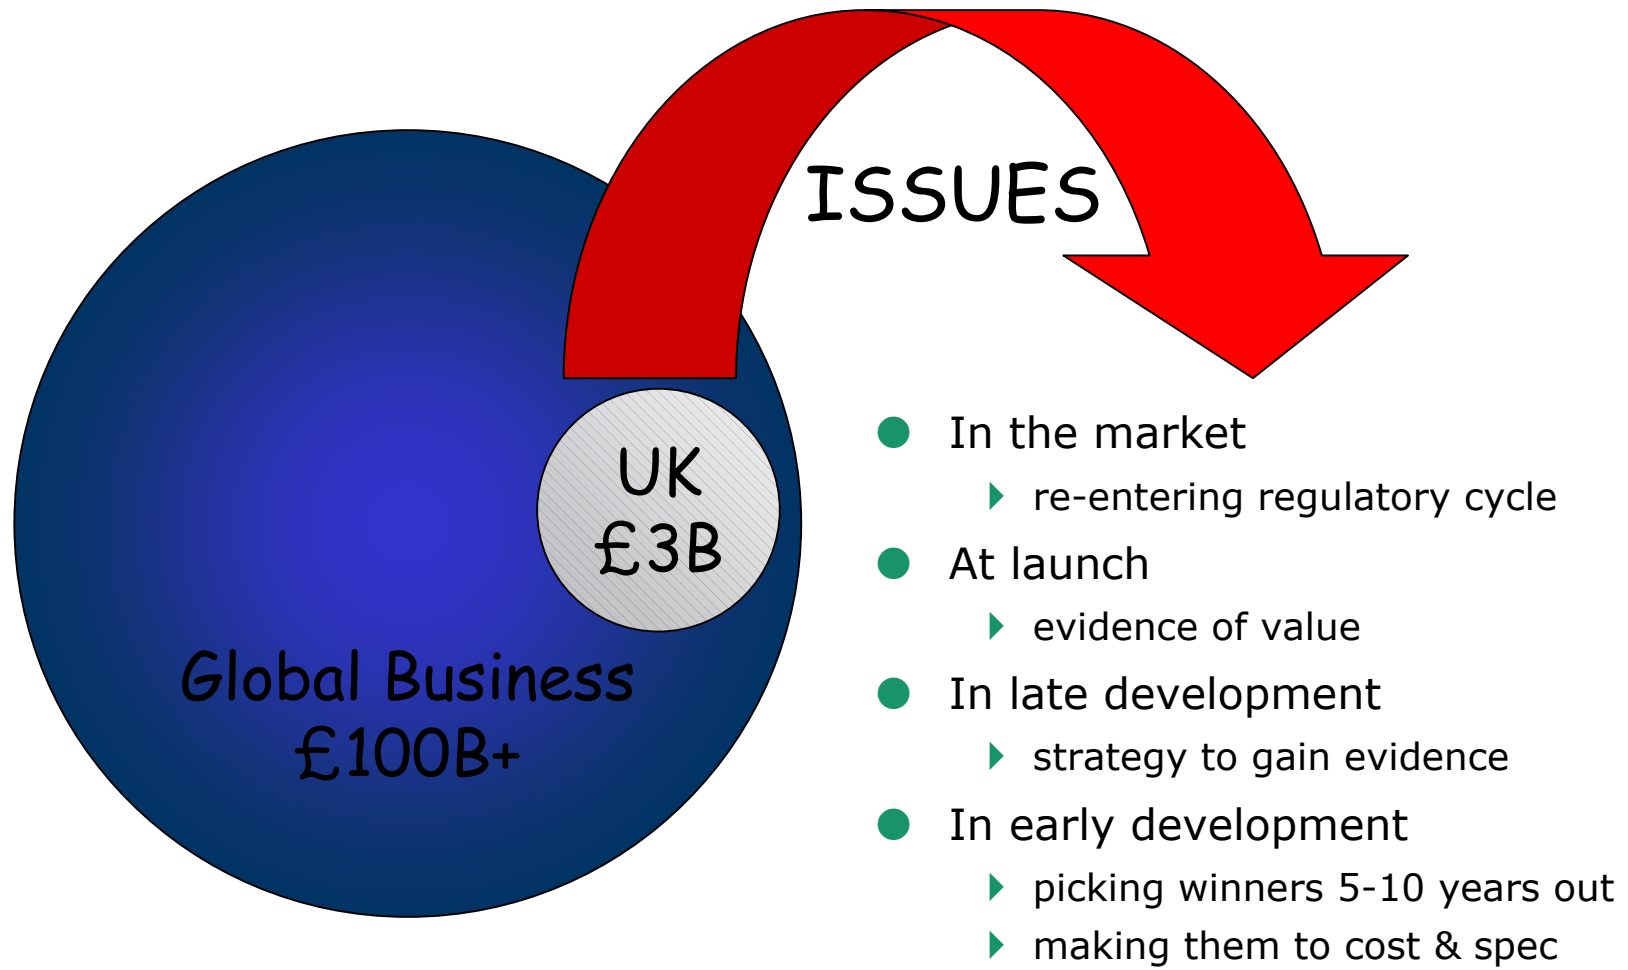 ISSUES
UK
£3B
Global Business
£100B+
In the market
re-entering regulatory cycle
At launch
evidence of value
In late development
strategy to gain evidence
In early development
picking winners 5-10 years out
making them to cost & spec